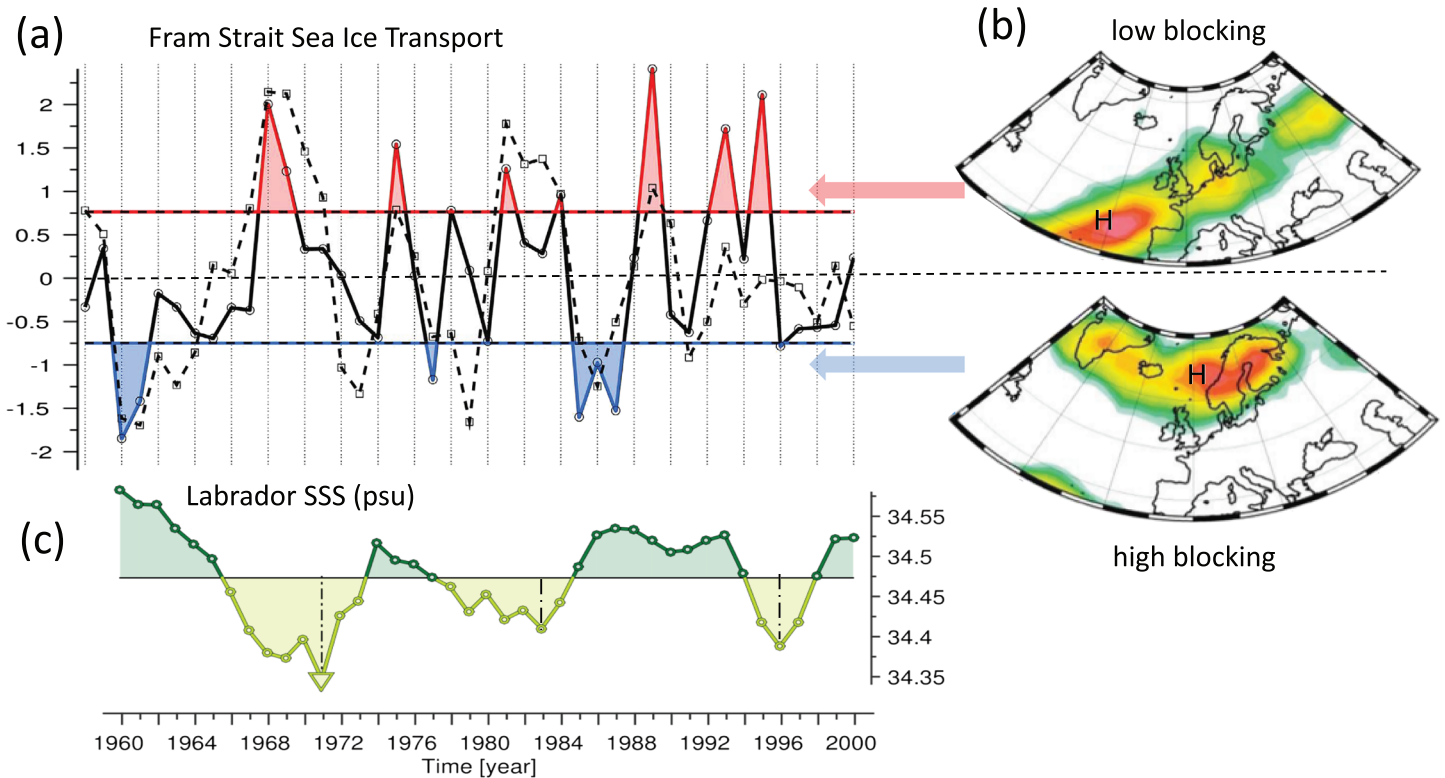 (a)
Fram Strait Sea Ice Transport
2
1.5
1
0.5
0
-0.5
-1
-1.5
-2
(b)
low blocking
H
H
high blocking
Labrador SSS (psu)
(c)
34.55
34.5
34.45
34.4
34.35
1960 1964 1968 1972 1976 1980 1984 1988 1992 1996 2000
Time [year]